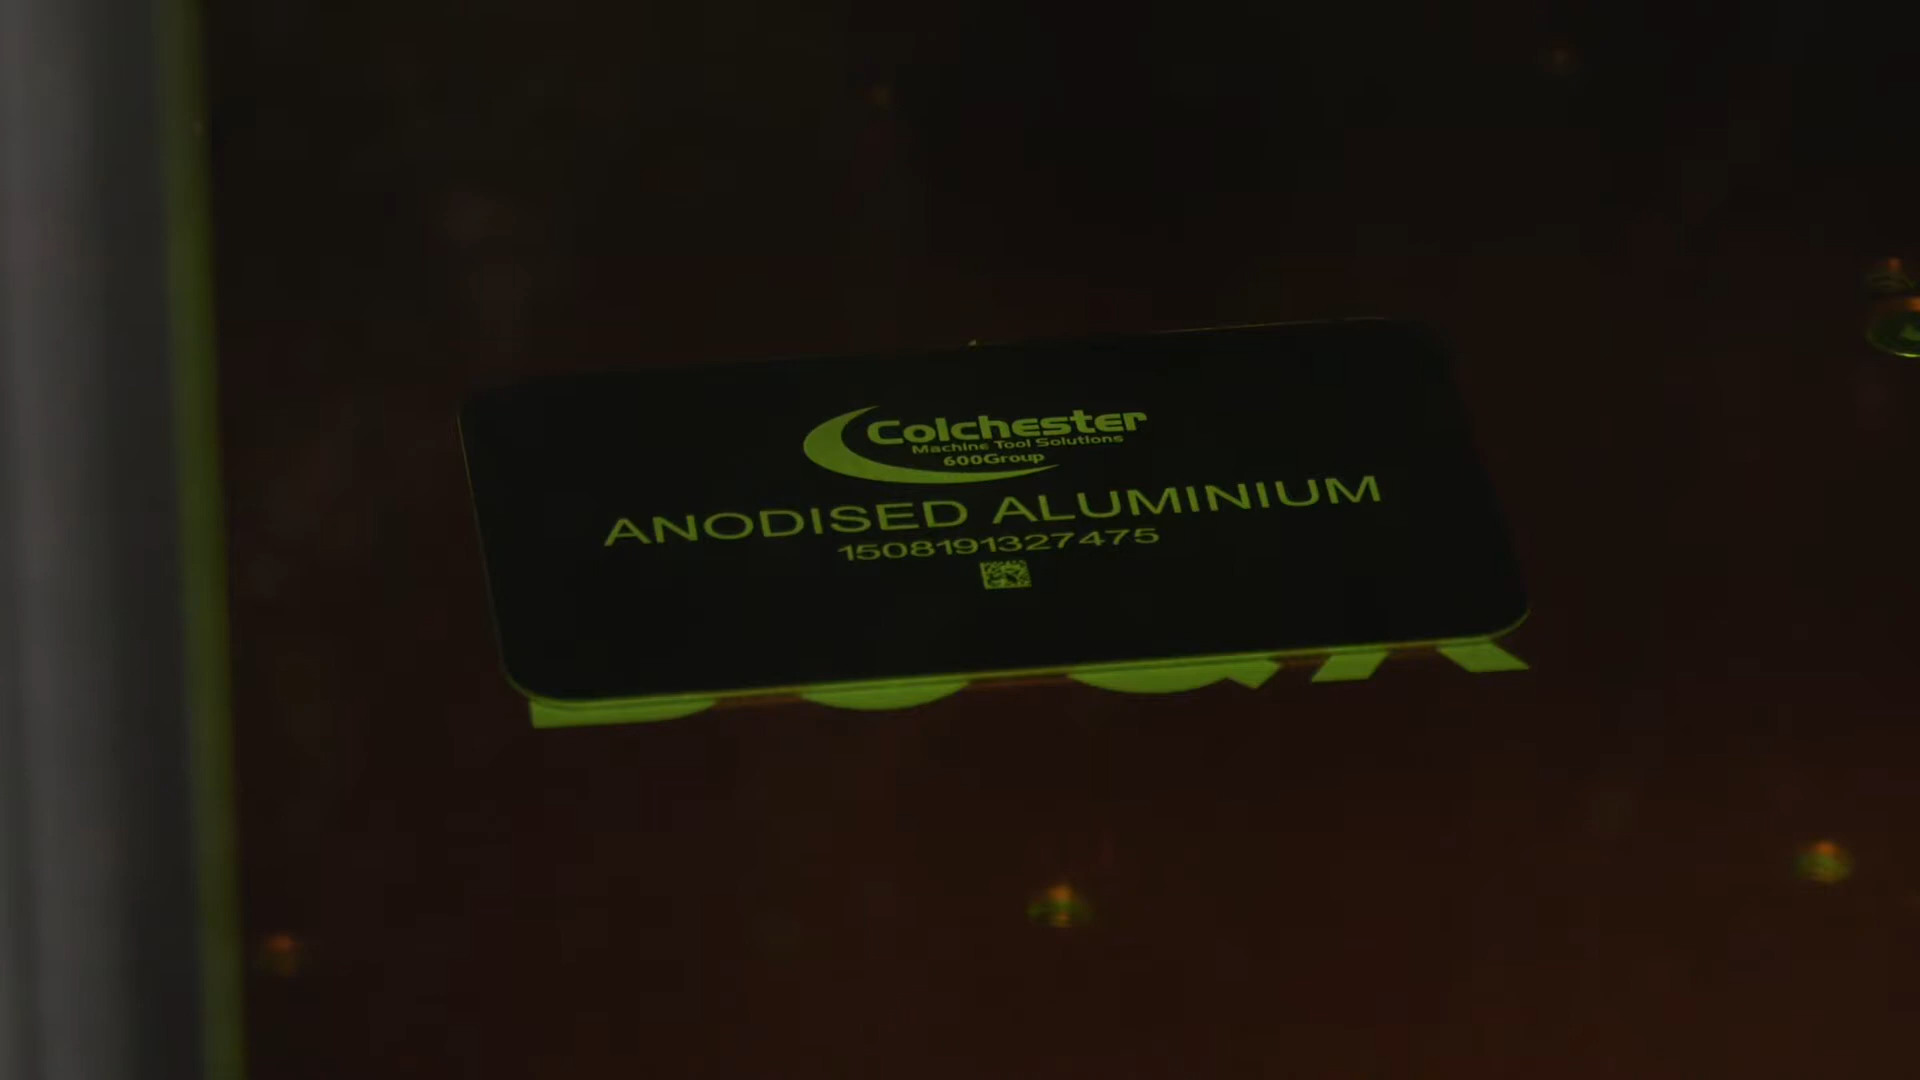 Colchester
Machine Tool Solutions
600Group
ANODISED ALUMINIUM
1508191327475